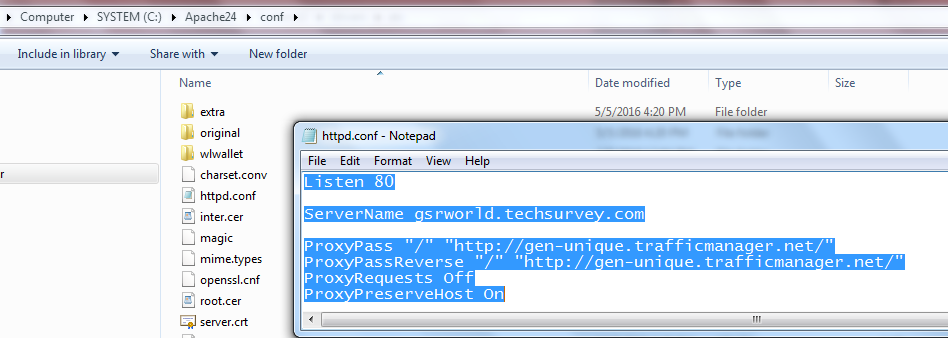 Computer ▸ SYSTEM (C:) ▸ Apache24 ▸ conf ▸
Include in library Share with New folder
Name Date modified Type Size
extra 5/5/2016 4:20 PM File folder
original
wlwallet
charset.conv
httpd.conf
inter.cer
magic
mime.types
openssl.cnf
root.cer
server.crt
r
httpd.conf - Notepad
File Edit Format View Help
Listen 80
ServerName gsrworld.techsurvey.com
ProxyPass "/" "http://gen-unique.trafficmanager.net/"
ProxyPassReverse "/" "http://gen-unique.trafficmanager.net/"
ProxyRequests Off
ProxyPreserveHost On